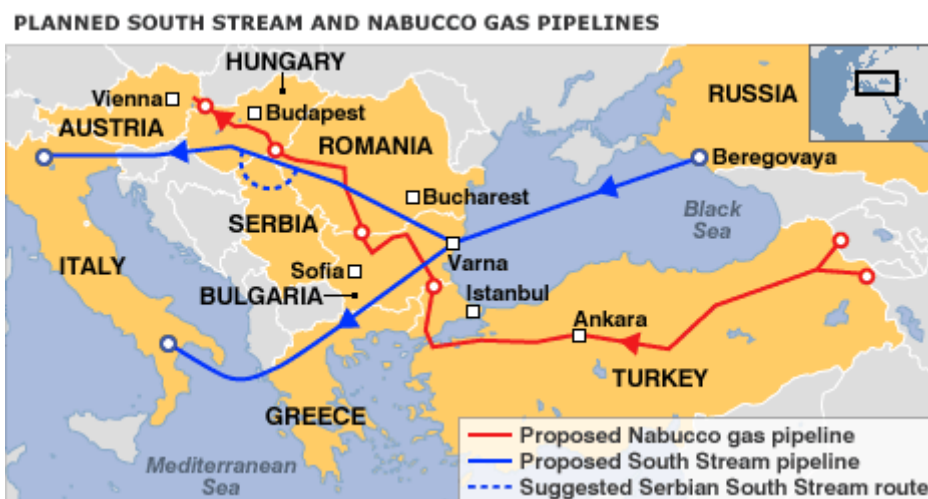 PLANNED SOUTH STREAM AND NABUCCO GAS PIPELINES
HUNGARY
Vienna
Budapest
RUSSIA
AUSTRIA
ROMANIA
Beregovaya
Bucharest
Black
Sea
SERBIA
ITALY
Sofia
Varna
BULGARIA
Istanbul
Ankara
TURKEY
GREECE
Mediterranean
Sea
Proposed Nabucco gas pipeline
Proposed South Stream pipeline
Suggested Serbian South Stream route